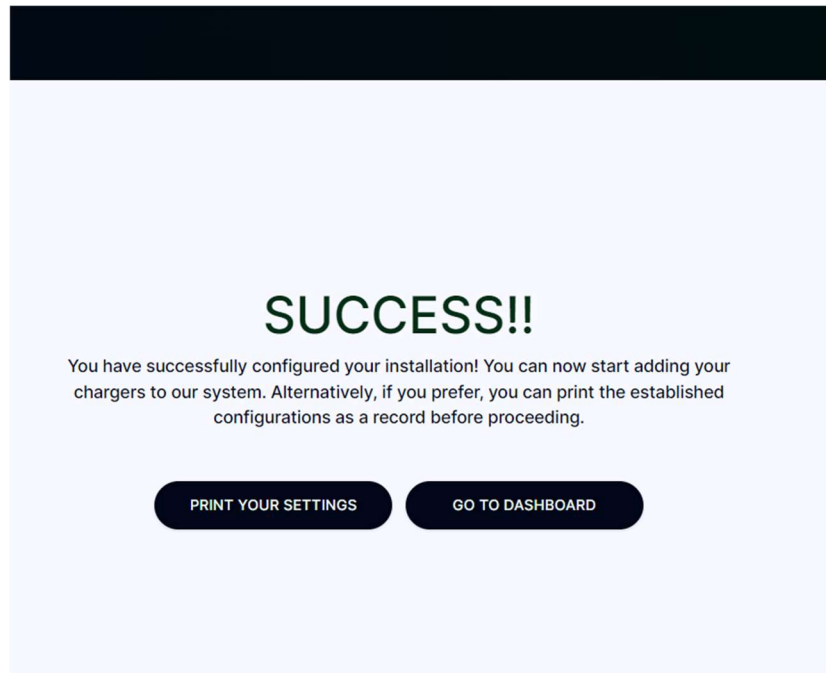 SUCCESS!!
You have successfully configured your installation! You can now start adding your
chargers to our system. Alternatively, if you prefer, you can print the established
configurations as a record before proceeding.
PRINT YOUR SETTINGS
GO TO DASHBOARD